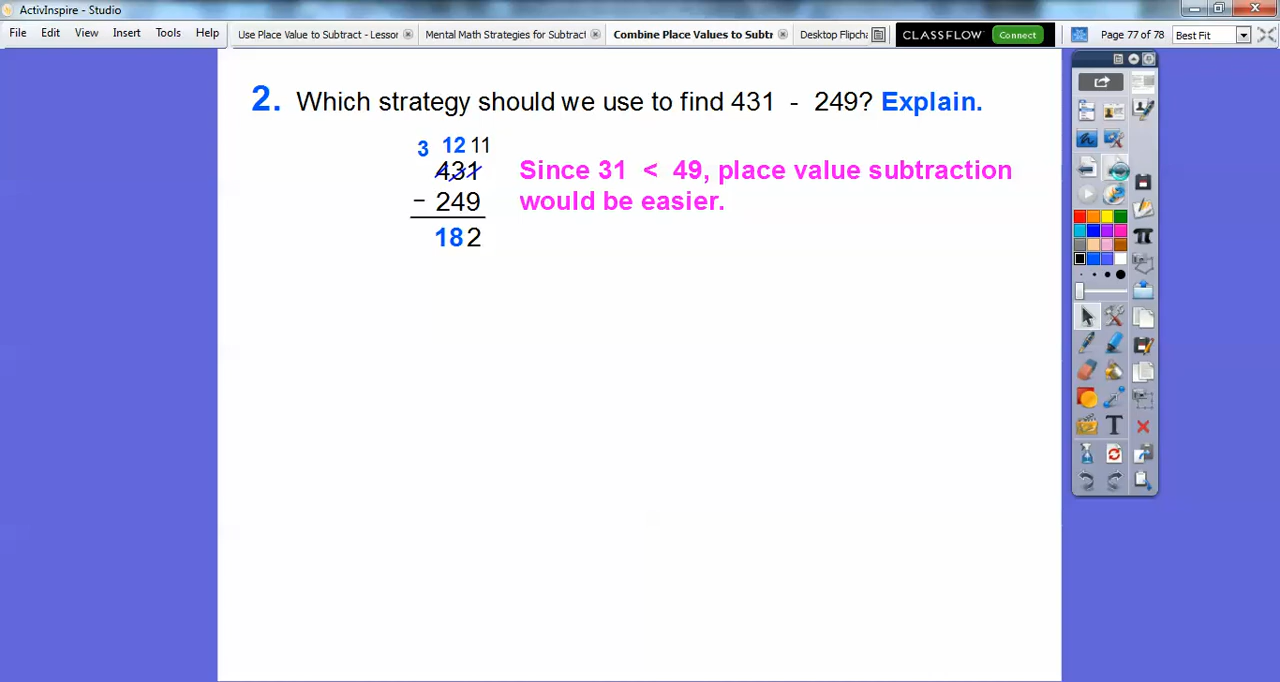 ActivInspire - Studio
File Edit View Insert Tools Help
Use Place Value to Subtract - Lesson
Mental Math Strategies for Subtract
Combine Place Values to Subtr
Desktop Flipcha
CLASSFLOW Connect
Page 77 of 78
Best Fit
2. Which strategy should we use to find 431 - 249? Explain.
3 12 11
431
- 249
182
Since 31 < 49, place value subtraction
would be easier.